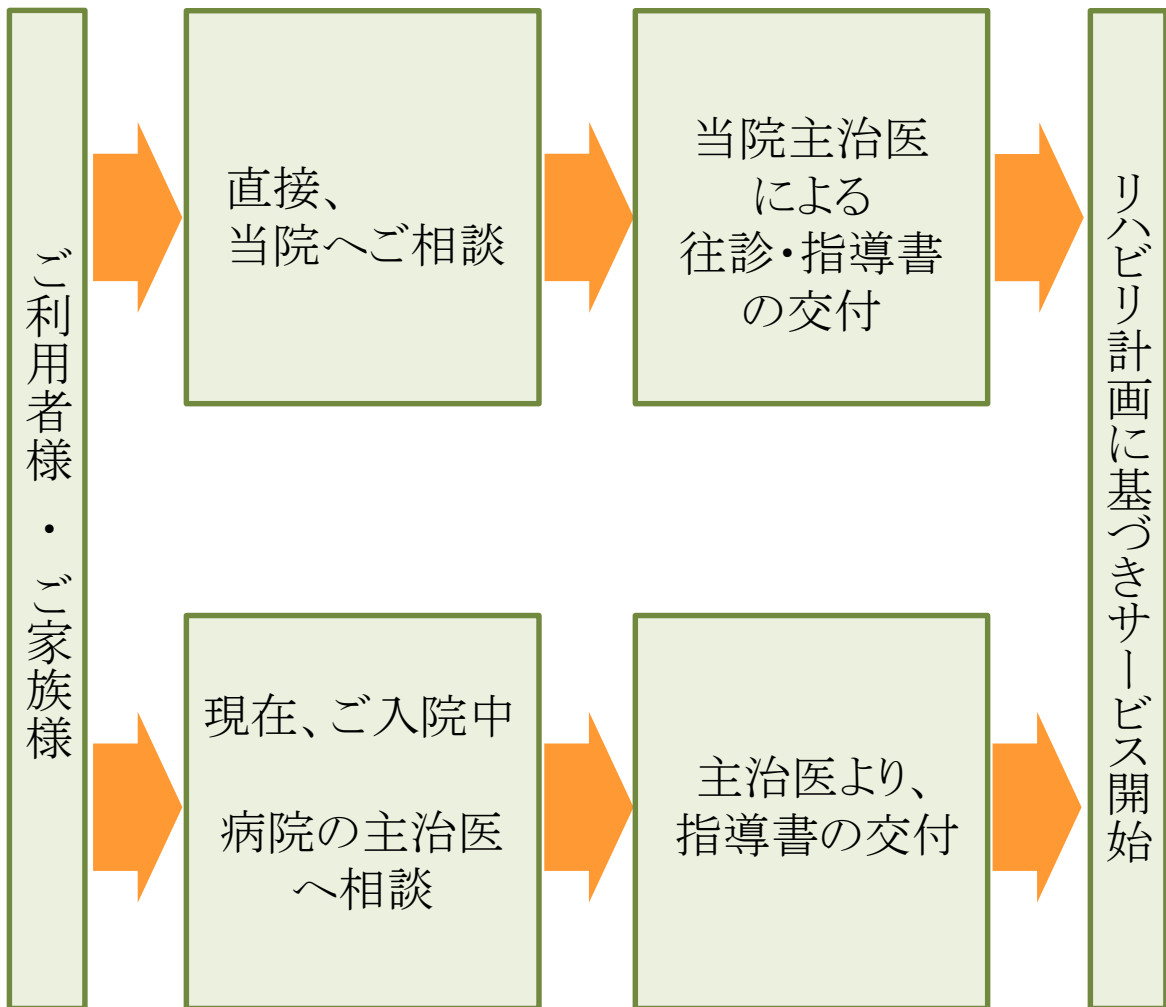 ご利用者様 ・ ご家族様
直接、
当院へご相談
当院主治医
による
往診・指導書
の交付
現在、ご入院中
病院の主治医
へ相談
主治医より、
指導書の交付
リハビリ計画に基づきサービス開始